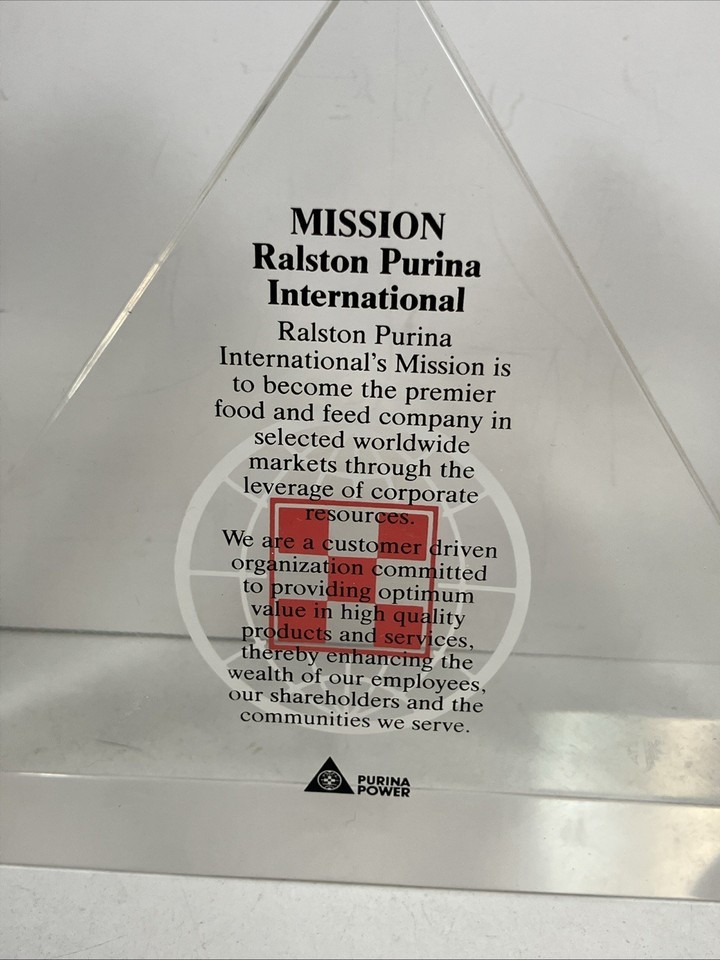 MISSION
Ralston Purina
International
Ralston Purina
International's Mission is
to become the premier
food and feed company in
selected worldwide
markets through the
leverage of corporate
resources.
We are a customer driven
organization committed
to providing optimum
value in high quality
products and services,
thereby enhancing the
wealth of our employees,
our shareholders and the
communities we serve.
PURINA
POWER